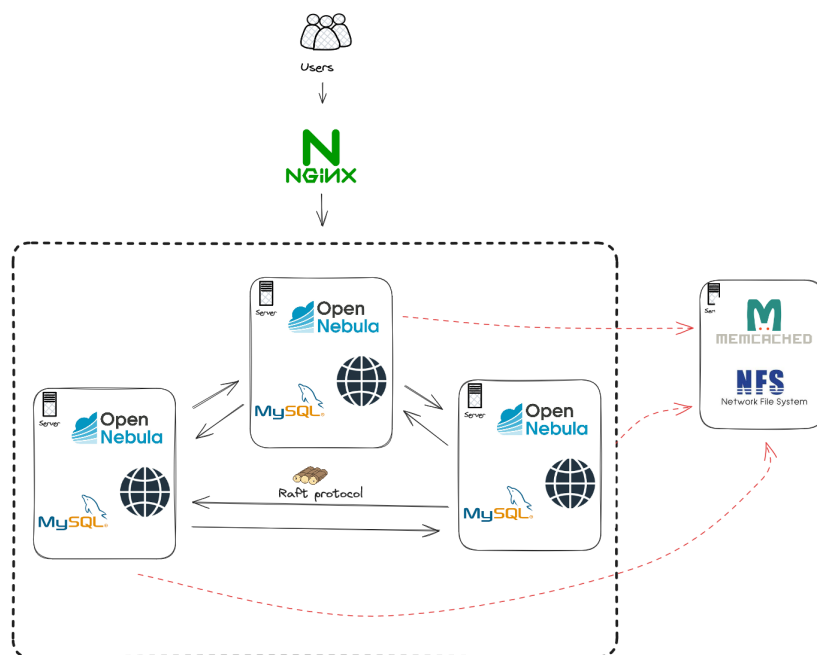 Users
N
NGINX
Server
Open
Nebula
MySQL
Server
Open
Nebula
MySQL
Server
Open
Nebula
MySQL
Raft protocol
Ser
MEMCACHED
NFS
Network File System